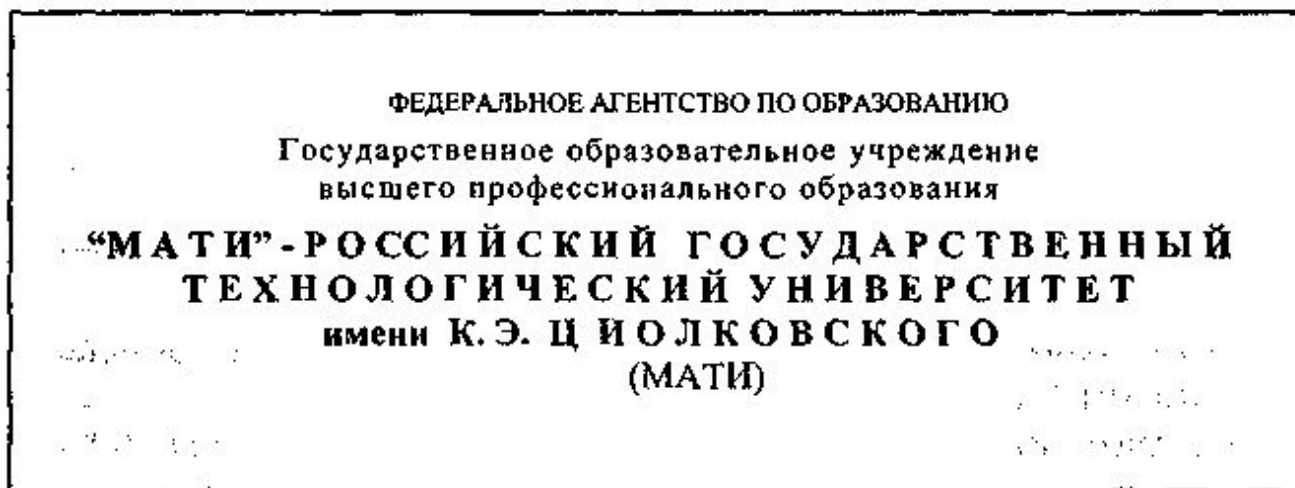 ФЕДЕРАЛЬНОЕ АГЕНТСТВО ПО ОБРАЗОВАНИЮ
Государственное образовательное учреждение
высшего профессионального образования
“МАТИ”-РОССИЙСКИЙ ГОСУДАРСТВЕННЫЙ
ТЕХНОЛОГИЧЕСКИЙ УНИВЕРСИТЕТ
имени К.Э. ЦИОЛКОВСКОГО
(МАТИ)